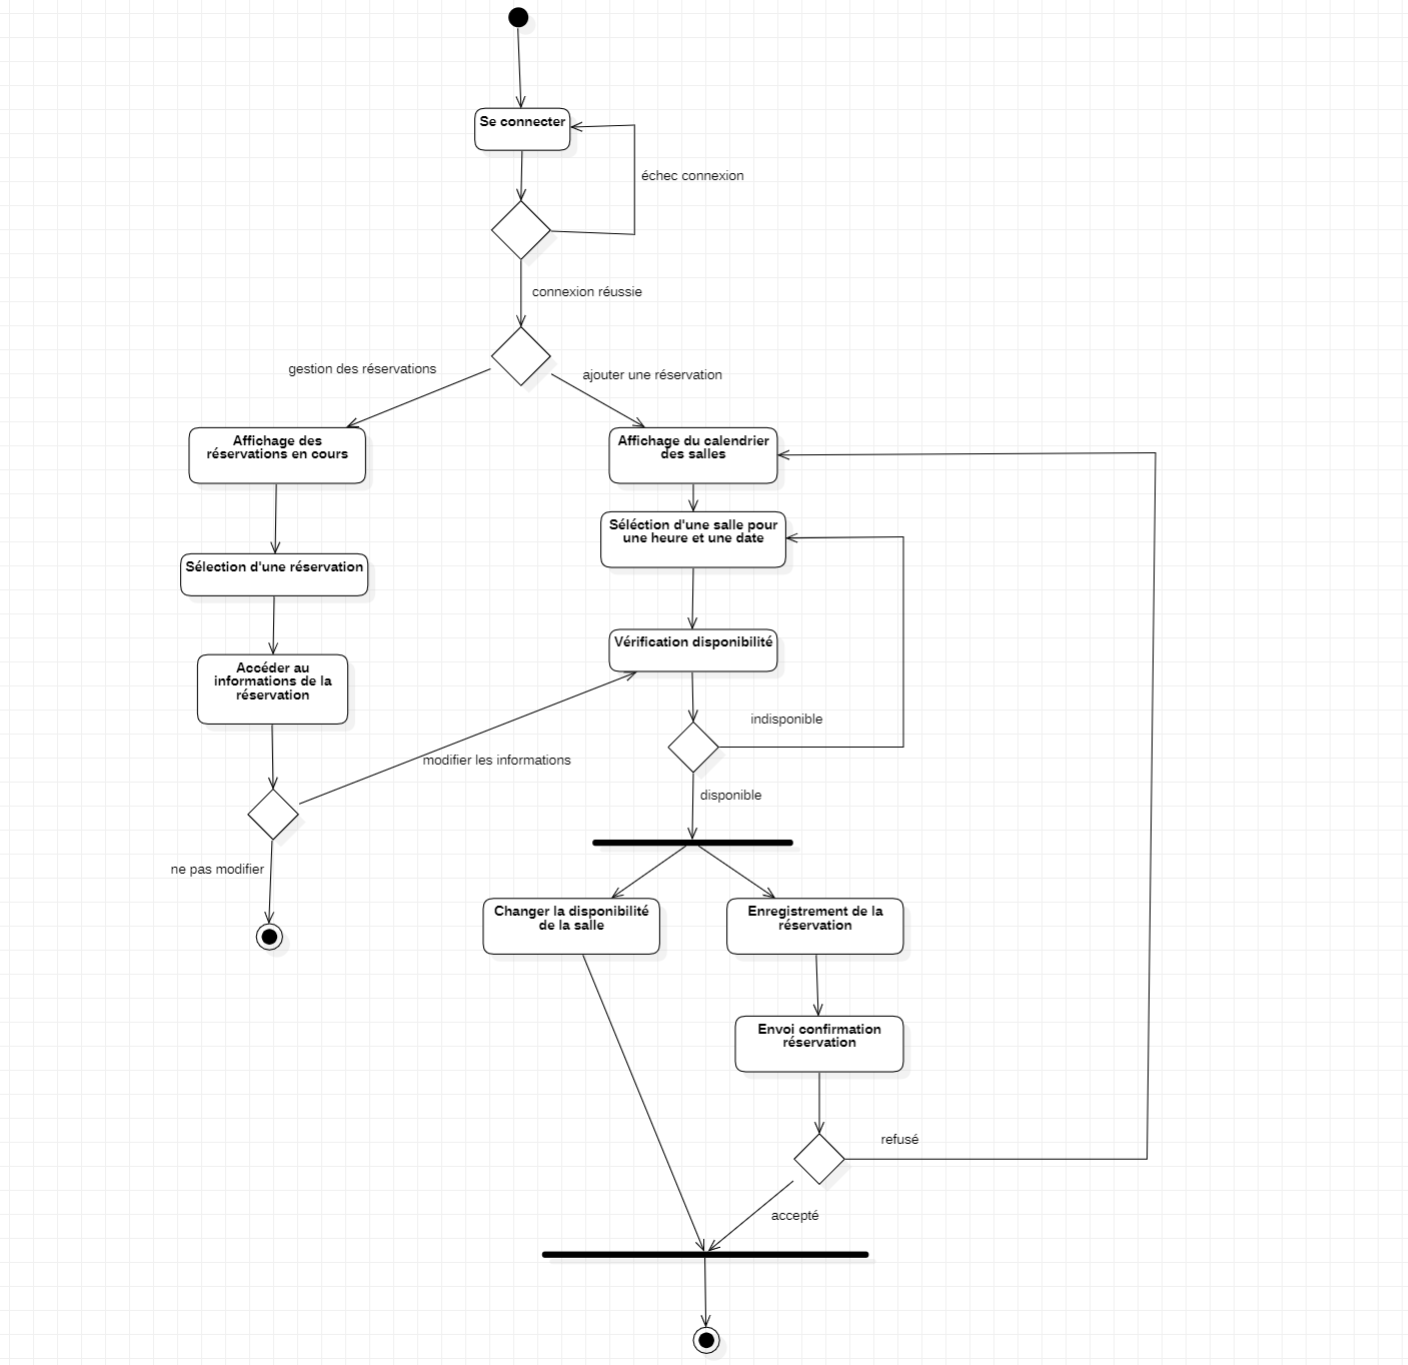 Se connecter
échec connexion
connexion réussie
gestion des réservations
ajouter une réservation
Affichage des
réservations en cours
Affichage du calendrier
des salles
Séléction d'une salle pour
une heure et une date
Sélection d'une réservation
Vérification disponibilité
Accéder au
informations de la
réservation
indisponible
modifier les informations
disponible
ne pas modifier
Changer la disponibilité
de la salle
Enregistrement de la
réservation
Envoi confirmation
réservation
refusé
accepté